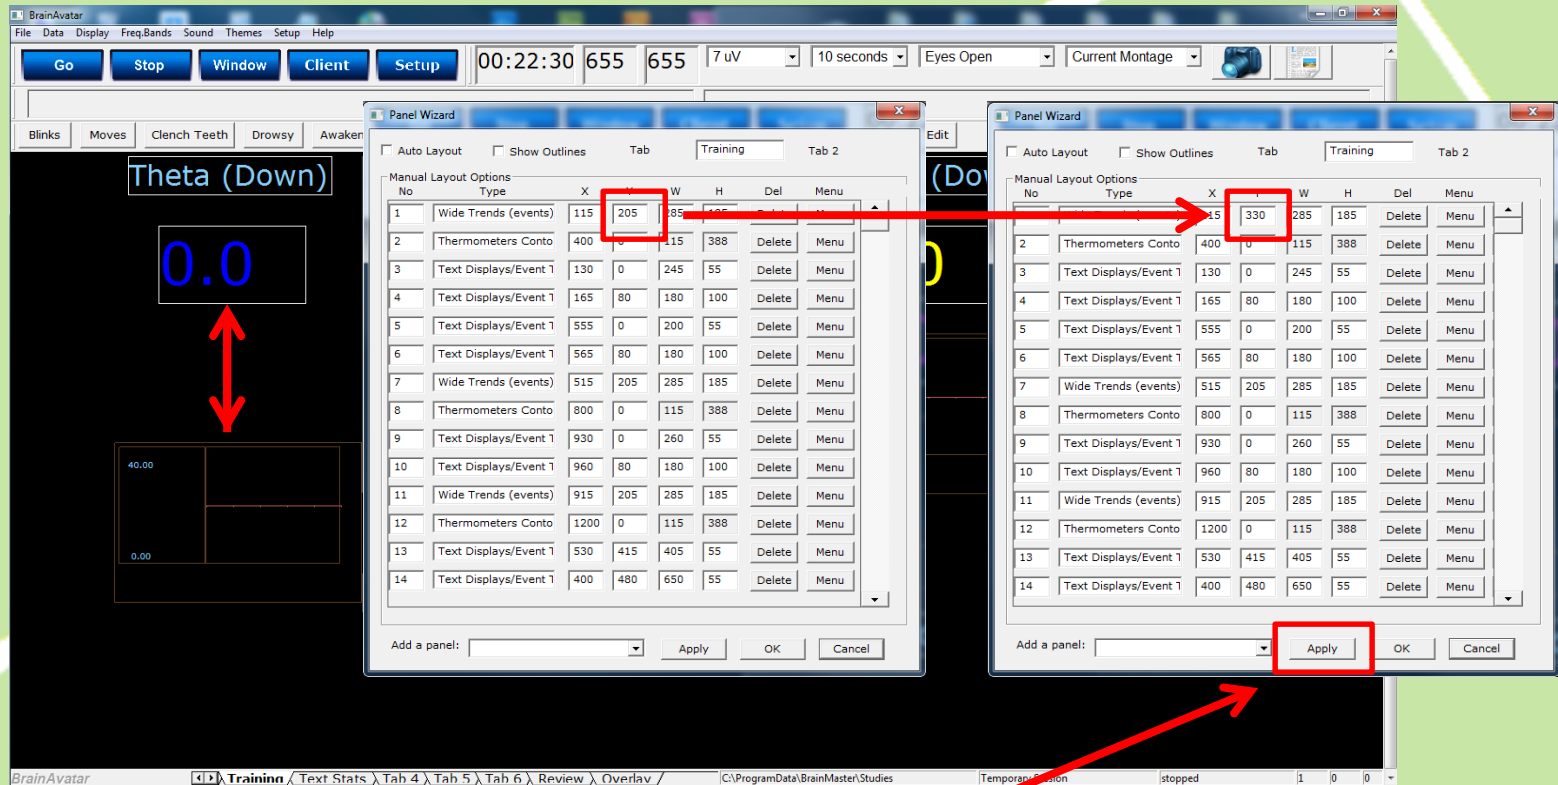 BrainAvatar
File Data Display Freq.Bands Sound Themes Setup Help
Go Stop Window Client Setup 00:22:30 655 655 7 uV 10 seconds Eyes Open Current Montage
Blinks Moves Clench Teeth Drowsy Awaken Edit
Theta (Down)
0.0
40.00
0.00
Panel Wizard
Auto Layout Show Outlines Tab Training Tab 2
Manual Layout Options
No Type X W H Del Menu
1 Wide Trends (events) 115 205 285 185
2 Thermometers Conto 400 0 115 388 Delete Menu
3 Text Displays/Event T 130 0 245 55 Delete Menu
4 Text Displays/Event T 165 80 180 100 Delete Menu
5 Text Displays/Event T 555 0 200 55 Delete Menu
6 Text Displays/Event T 565 80 180 100 Delete Menu
7 Wide Trends (events) 515 205 285 185 Delete Menu
8 Thermometers Conto 800 0 115 388 Delete Menu
9 Text Displays/Event T 930 0 260 55 Delete Menu
10 Text Displays/Event T 960 80 180 100 Delete Menu
11 Wide Trends (events) 915 205 285 185 Delete Menu
12 Thermometers Conto 1200 0 115 388 Delete Menu
13 Text Displays/Event T 530 415 405 55 Delete Menu
14 Text Displays/Event T 400 480 650 55 Delete Menu
Add a panel: Apply OK Cancel
(Do
Panel Wizard
Auto Layout Show Outlines Tab Training Tab 2
Manual Layout Options
No Type X W H Del Menu
330 285 185 Delete Menu
2 Thermometers Conto 400 0 115 388 Delete Menu
3 Text Displays/Event T 130 0 245 55 Delete Menu
4 Text Displays/Event T 165 80 180 100 Delete Menu
5 Text Displays/Event T 555 0 200 55 Delete Menu
6 Text Displays/Event T 565 80 180 100 Delete Menu
7 Wide Trends (events) 515 205 285 185 Delete Menu
8 Thermometers Conto 800 0 115 388 Delete Menu
9 Text Displays/Event T 930 0 260 55 Delete Menu
10 Text Displays/Event T 960 80 180 100 Delete Menu
11 Wide Trends (events) 915 205 285 185 Delete Menu
12 Thermometers Conto 1200 0 115 388 Delete Menu
13 Text Displays/Event T 530 415 405 55 Delete Menu
14 Text Displays/Event T 400 480 650 55 Delete Menu
Add a panel: Apply OK Cancel
BrainAvatar Training Text Stats Tab 4 Tab 5 Tab 6 Review Overlay C:\ProgramData\BrainMaster\Studies Temporary stopped 1 0 0